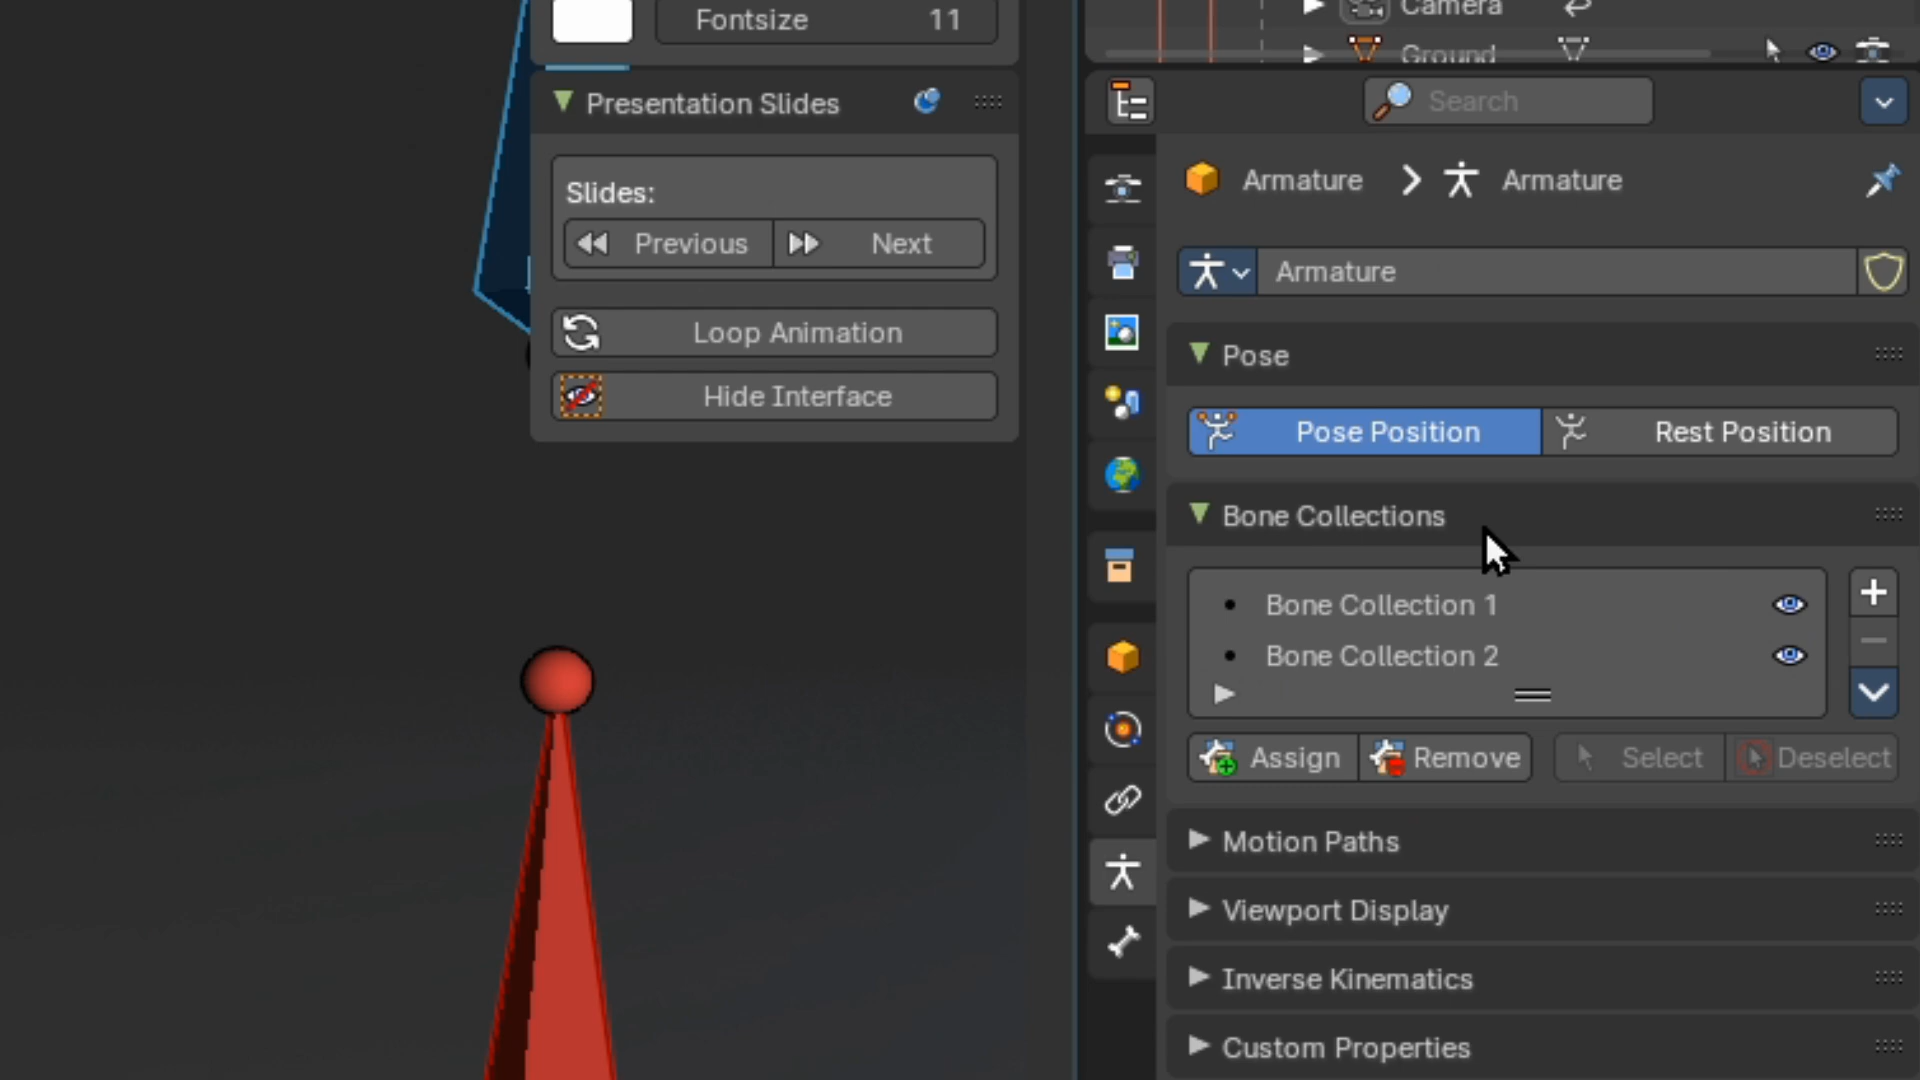 Fontsize 11
Presentation Slides
Slides:
Previous Next
Loop Animation
Hide Interface
Camera
Ground
Search
Armature Armature
Armature
Pose
Pose Position Rest Position
Bone Collections
Bone Collection 1
Bone Collection 2
Assign Remove Select Deselect
Motion Paths
Viewport Display
Inverse Kinematics
Custom Properties